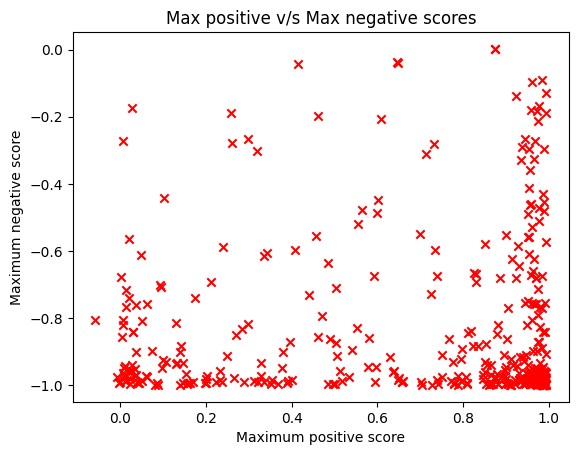 Max positive v/s Max negative scores
0.0
−0.2
−0.4
−0.6
−0.8
−1.0
Maximum negative score
0.0 0.2 0.4 0.6 0.8 1.0
Maximum positive score